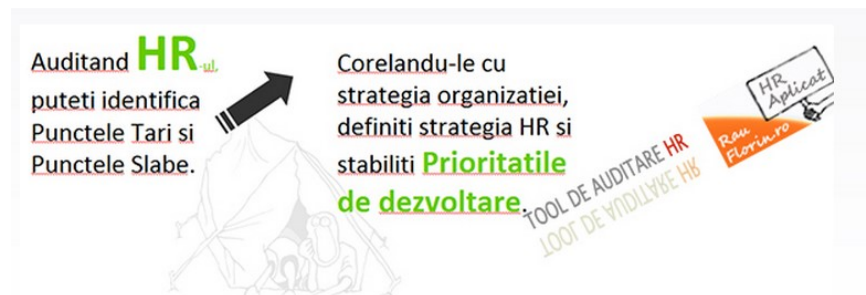 Auditand HR-ul,
puteti identifica
Punctele Tari si
Punctele Slabe.
Corelandu-le cu
strategia organizatiei,
definiti strategia HR si
stabiliti Prioritatile
de dezvoltare.
TOOL DE AUDITARE HR
TOOL DE AUDITARE HR
HR
Aplicat
Rau
Florin.ro